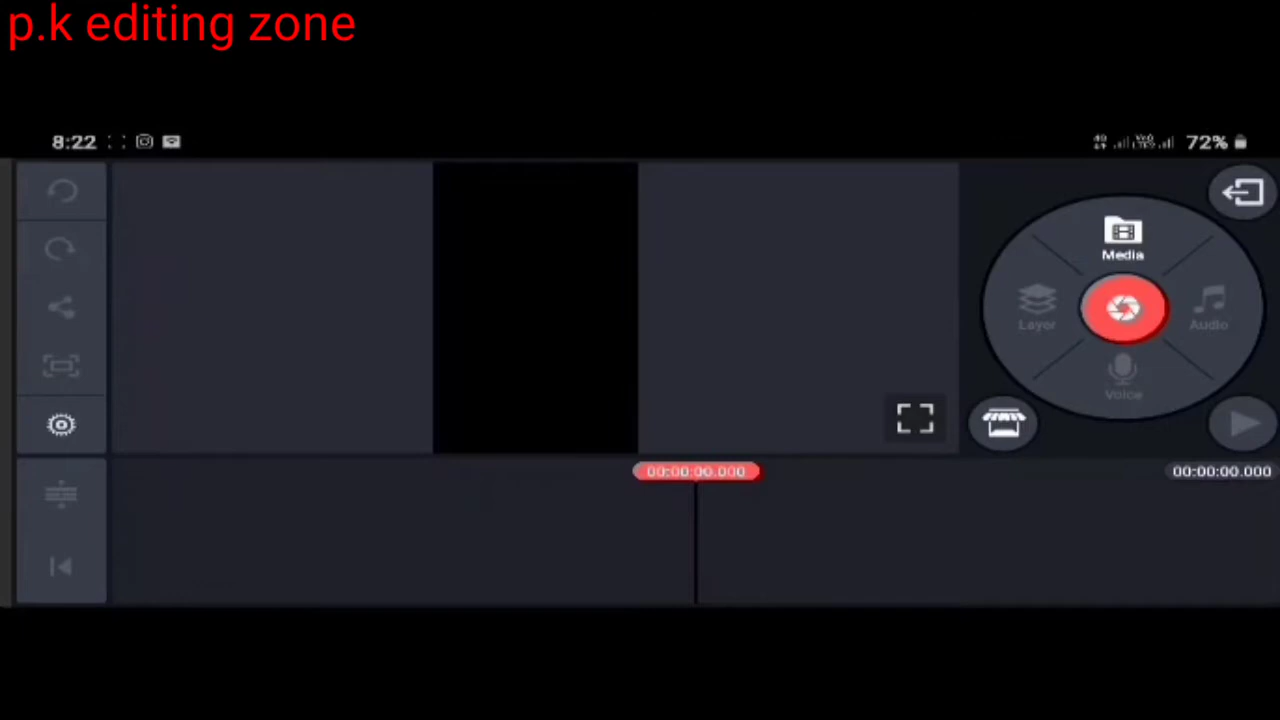 p.k editing zone
8:22
72%
Media
Layer
Audio
Voice
00:00:00.000
00:00:00.000